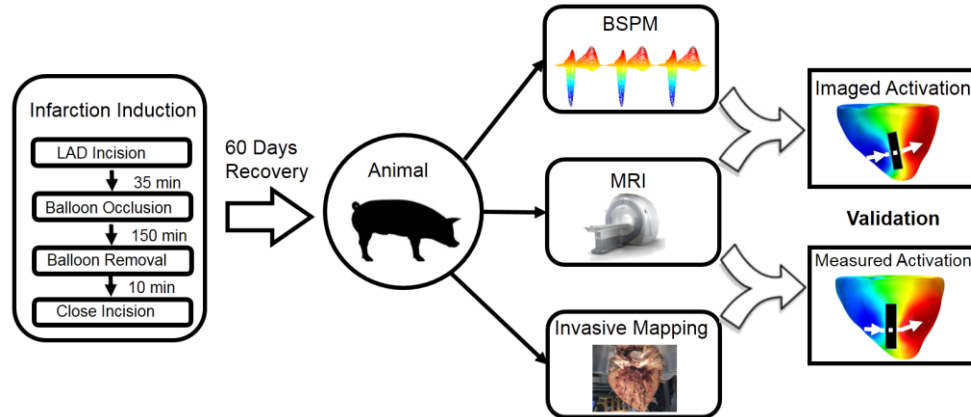 Infarction Induction
LAD Incision
35 min
Balloon Occlusion
150 min
Balloon Removal
10 min
Close Incision
60 Days
Recovery
Animal
BSPM
MRI
Invasive Mapping
Imaged Activation
Validation
Measured Activation